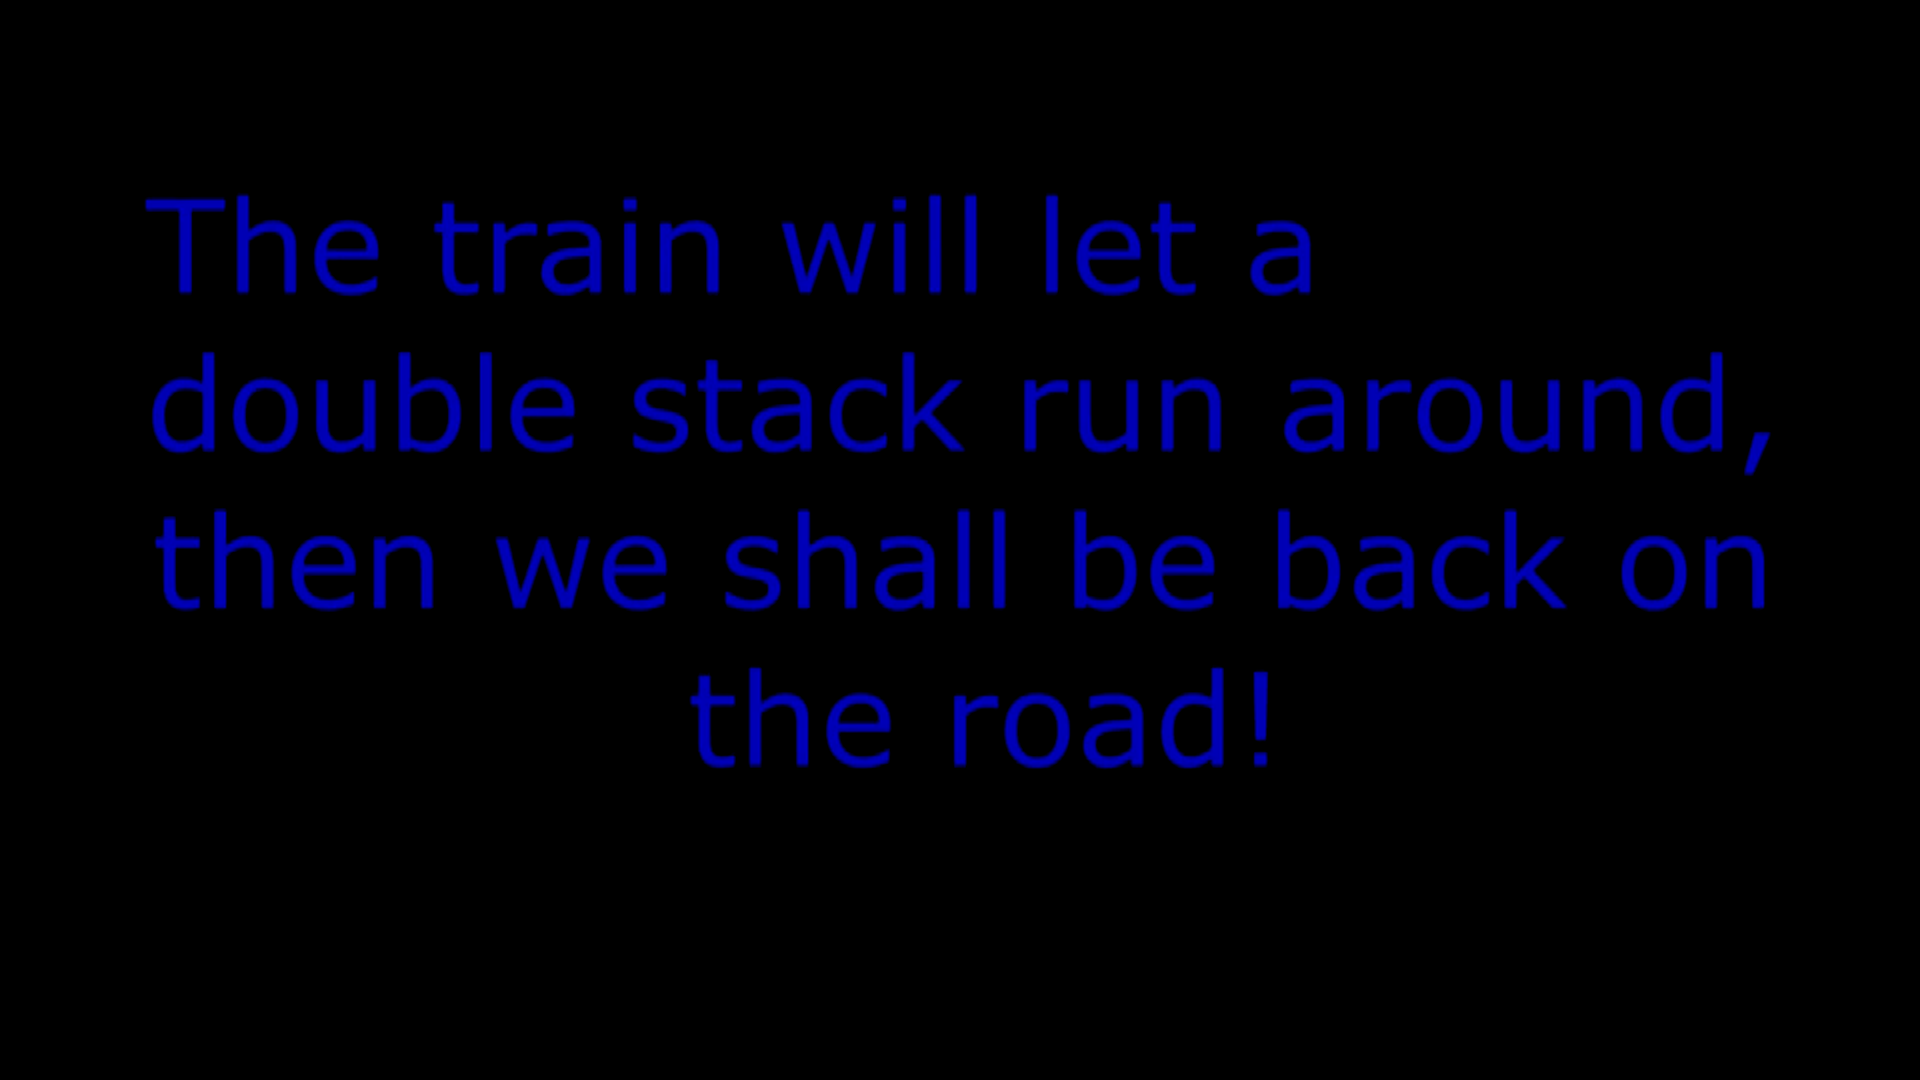 The train will let a
double stack run around,
then we shall be back on
the road!